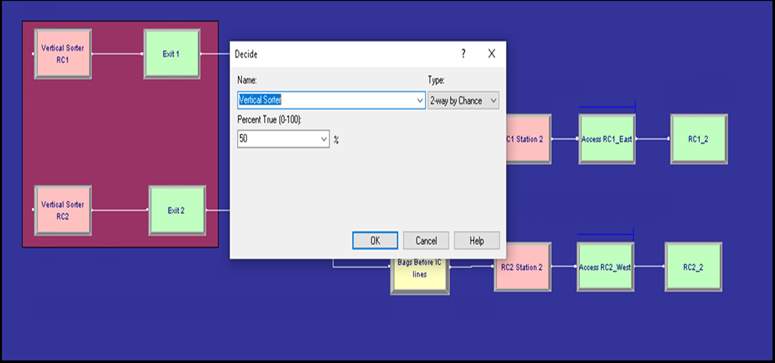 Vertical Sorter
RC1
Exit 1
Decide
?
X
Name:
Type:
Vertical Sorter
2-way by Chance
Percent True (0-100):
50
%
OK
Cancel
Help
C1 Station 2
Access RC1_East
RC1_2
Vertical Sorter
RC2
Exit 2
Bags Before IC
lines
RC2 Station 2
Access RC2_West
RC2_2